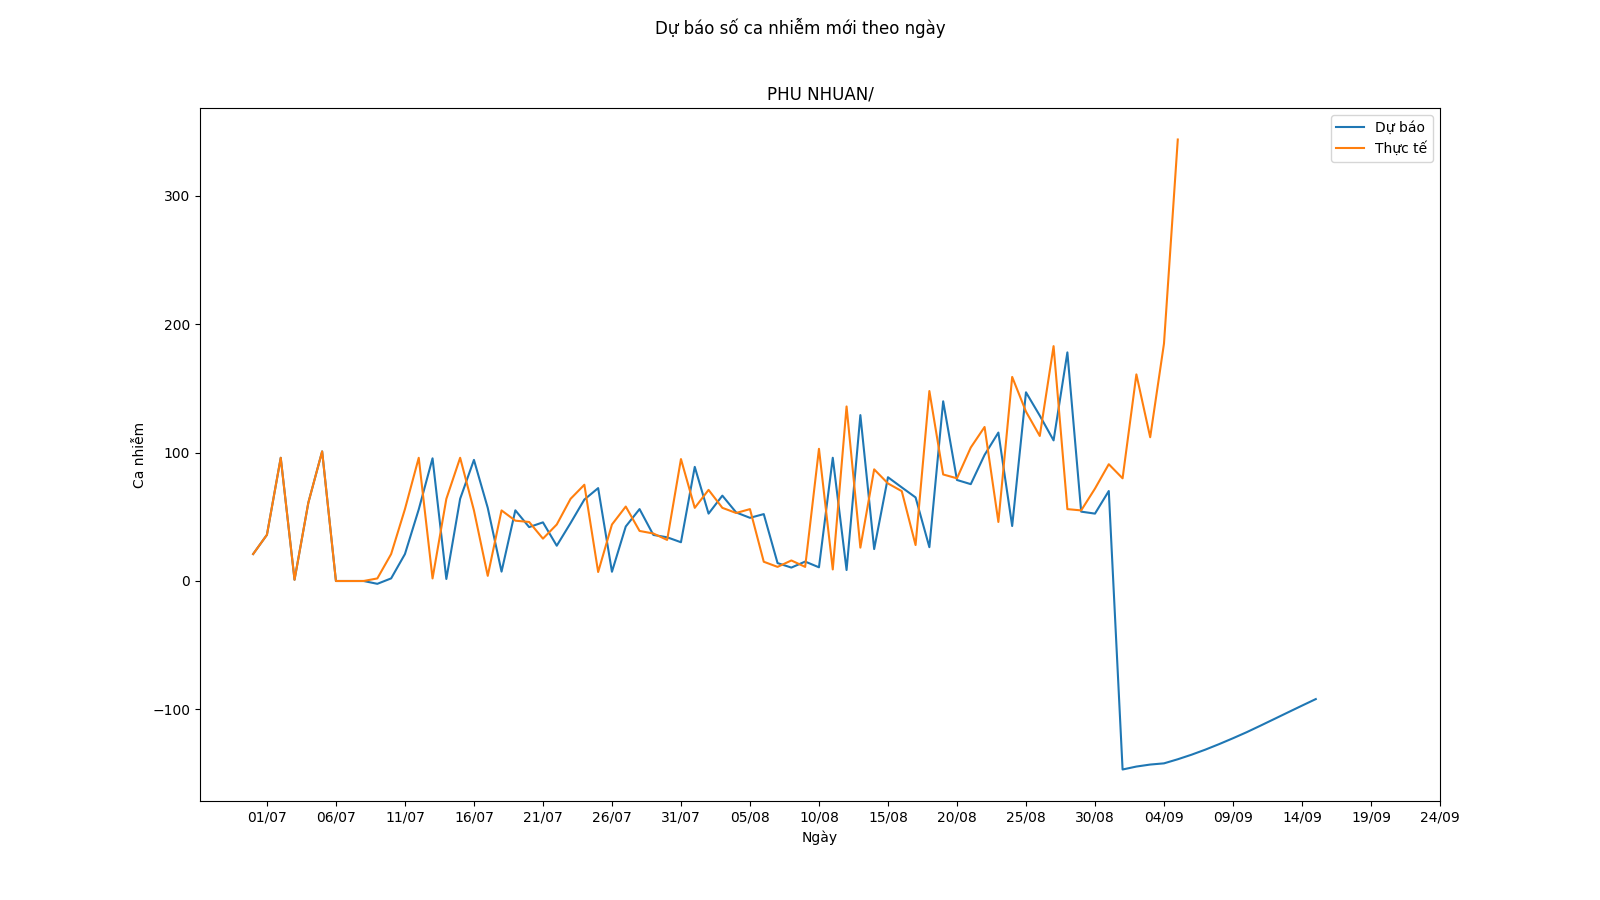 Dự báo số ca nhiễm mới theo ngày
PHU NHUAN/
Dự báo
Thực tế
Ca nhiễm
300
200
100
0
−100
01/07 06/07 11/07 16/07 21/07 26/07 31/07 05/08 10/08 15/08 20/08 25/08 30/08 04/09 09/09 14/09 19/09 24/09
Ngày